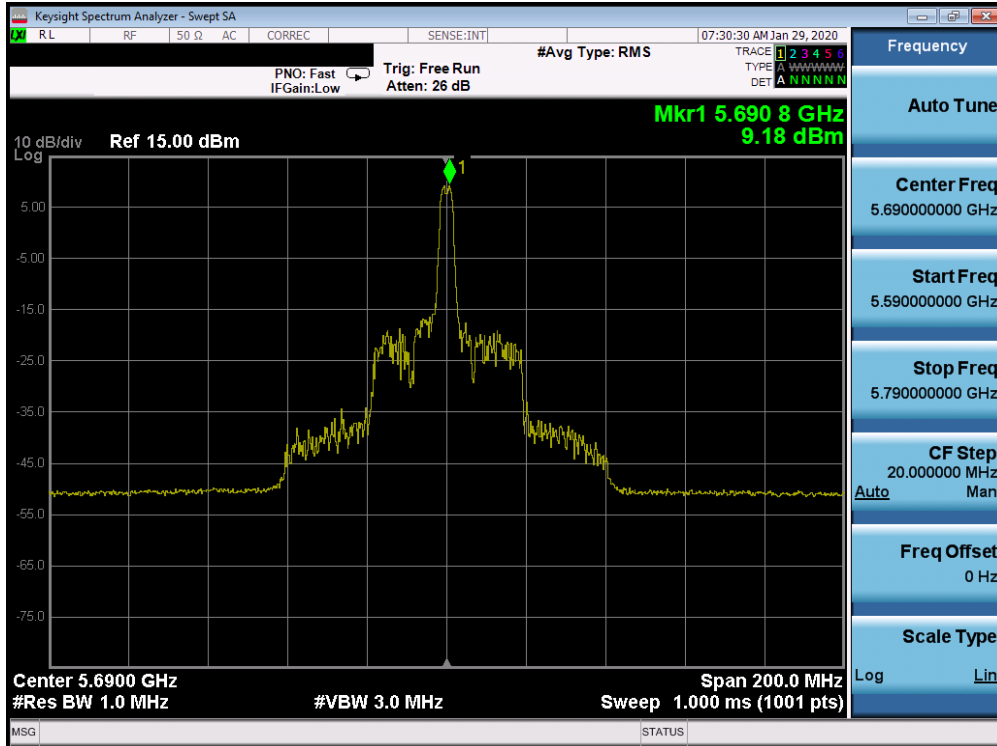 Keysight Spectrum Analyzer - Swept SA
LXI RL RF 50 Ω AC CORREC SENSE:INT 07:30:30 AM Jan 29, 2020
#Avg Type: RMS TRACE 1 2 3 4 5 6
PNO: Fast Trig: Free Run TYPE A WWWWW
IFGain:Low Atten: 26 dB DET A N N N N N
Mkr1 5.690 8 GHz
9.18 dBm
10 dB/div Ref 15.00 dBm
Log
1
5.00
-5.00
-15.0
-25.0
-35.0
-45.0
-55.0
-65.0
-75.0
Center 5.6900 GHz Span 200.0 MHz
#Res BW 1.0 MHz #VBW 3.0 MHz Sweep 1.000 ms (1001 pts)
MSG STATUS
Frequency
Auto Tune
Center Freq
5.690000000 GHz
Start Freq
5.590000000 GHz
Stop Freq
5.790000000 GHz
CF Step
20.000000 MHz
Auto Man
Freq Offset
0 Hz
Scale Type
Log Lin